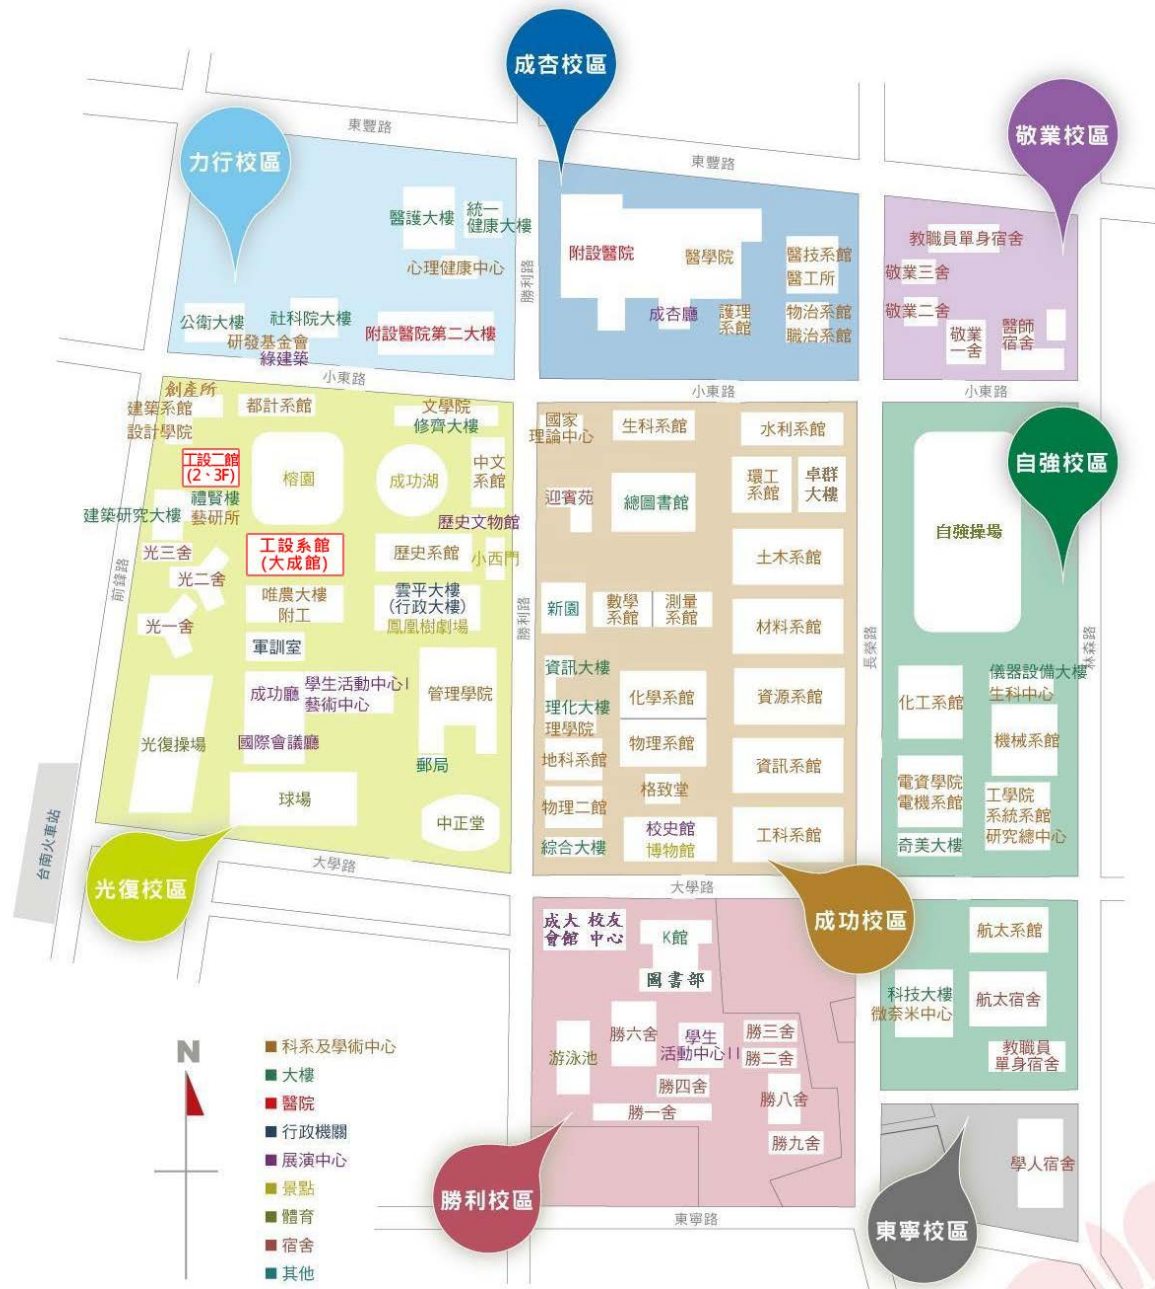 成杏校區
敬業校區
力行校區
東豐路
東豐路
醫護大樓
統一
健康大樓
心理健康中心
公衛大樓
社科院大樓
研發基金會
綠建築
附設醫院第二大樓
勝利路
附設醫院
醫學院
醫技系館
醫工所
成杏廳
護理
系館
物治系館
職治系館
教職員單身宿舍
敬業三舍
敬業二舍
敬業
一舍
醫師
宿舍
小東路
小東路
小東路
創產所
建築系館
設計學院
都計系館
文學院
修齊大樓
工設二館
(2、3F)
榕園
成功湖
中文
系館
禮賢樓
藝研所
建築研究大樓
歷史文物館
光三舍
工設系館
(大成館)
歷史系館
小西門
前鋒路
光二舍
唯農大樓
附工
雲平大樓
(行政大樓)
鳳凰樹劇場
光一舍
軍訓室
成功廳
學生活動中心I
藝術中心
管理學院
光復操場
國際會議廳
郵局
球場
中正堂
勝利路
國家
理論中心
生科系館
水利系館
迎賓苑
總圖書館
環工
系館
卓群
大樓
土木系館
新園
數學
系館
測量
系館
材料系館
資訊大樓
理化大樓
理學院
化學系館
資源系館
地科系館
物理系館
資訊系館
物理二館
格致堂
綜合大樓
校史館
博物館
工科系館
長榮路
自強校區
自強操場
林森路
儀器設備大樓
生科中心
化工系館
機械系館
電資學院
電機系館
工學院
系統系館
研究總中心
奇美大樓
台南火車站
光復校區
大學路
大學路
成功校區
成大 校友
會館 中心
K館
圖書部
游泳池
勝六舍
學生
活動中心II
勝三舍
勝二舍
勝四舍
勝一舍
勝八舍
勝九舍
航太系館
科技大樓
微奈米中心
航太宿舍
教職員
單身宿舍
學人宿舍
勝利校區
東寧路
東寧校區
N
科系及學術中心
大樓
醫院
行政機關
展演中心
景點
體育
宿舍
其他